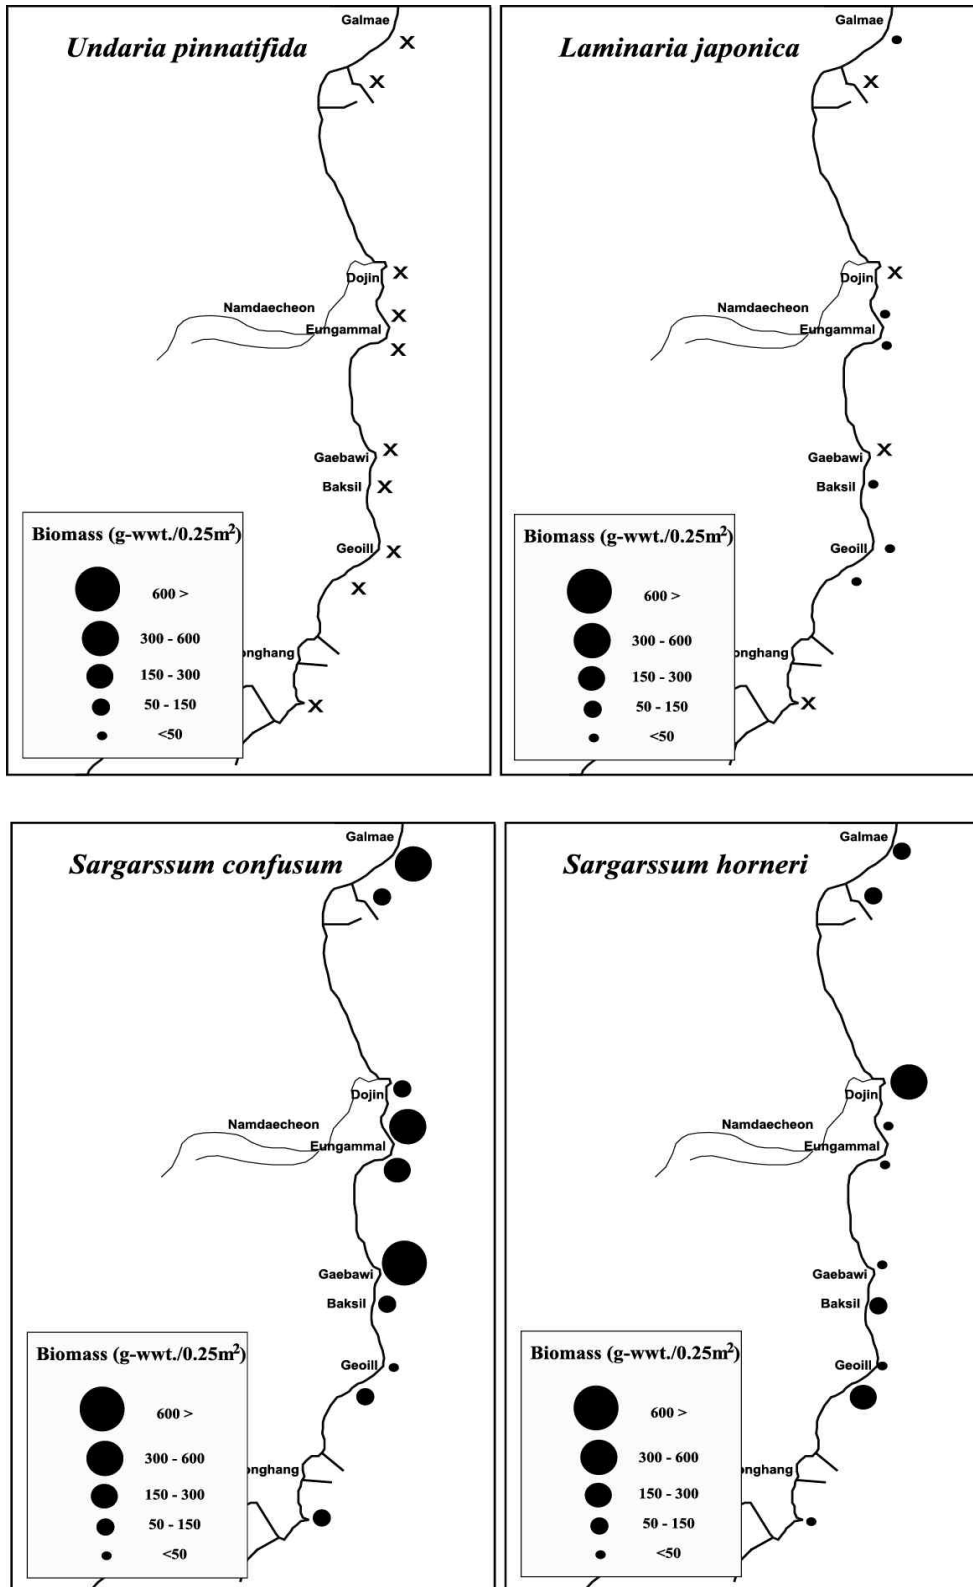 Undaria pinnatifida
Galmae
X
X
X
Dojin
Namdaecheon
X
Eungammal
X
X
Gaebawi
Baksil
X
Geoill
X
X
onghang
X
Biomass (g-wwt./0.25m²)
600 >
300 - 600
150 - 300
50 - 150
<50
Laminaria japonica
Galmae
X
X
Dojin
Namdaecheon
Eungammal
X
Gaebawi
Baksil
Geoill
onghang
X
Biomass (g-wwt./0.25m²)
600 >
300 - 600
150 - 300
50 - 150
<50
Galmae
Sargarssum confusum
Dojin
Namdaecheon
Eungammal
Gaebawi
Baksil
Geoill
onghang
Biomass (g-wwt./0.25m²)
600 >
300 - 600
150 - 300
50 - 150
<50
Galmae
Sargarssum horneri
Dojin
Namdaecheon
Eungammal
Gaebawi
Baksil
Geoill
onghang
Biomass (g-wwt./0.25m²)
600 >
300 - 600
150 - 300
50 - 150
<50